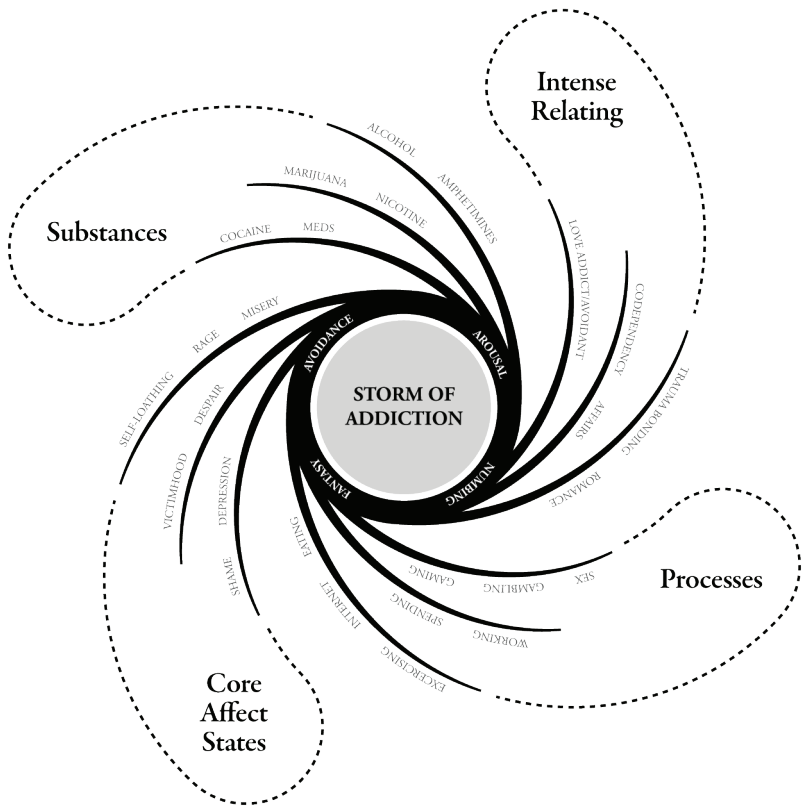 Intense
Relating
Substances
ALCOHOL
AMPHETIMINES
MARIJUANA
NICOTINE
COCAINE
MEDS
LOVE ADDICT/AVOIDANT
CODEPENDENCY
AFFAIRS
TRAUMA BONDING
ROMANCE
MISERY
RAGE
SELF-LOATHING
DESPAIR
VICTIMHOOD
DEPRESSION
SHAME
AVOIDANCE
AROUSAL
STORM OF
ADDICTION
FANTASY
NUMBING
EATING
INTERNET
EXCERCISING
GAMING
GAMBLING
SEX
SPENDING
WORKING
Processes
Core
Affect
States